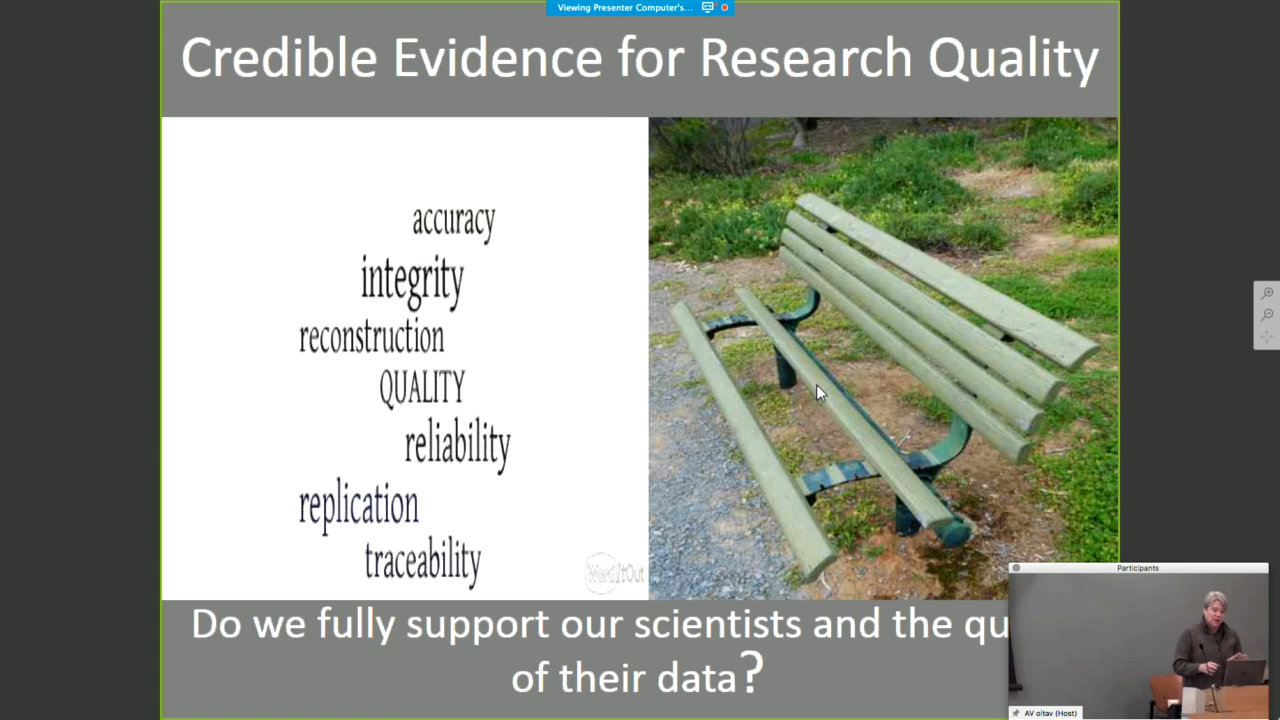 Viewing Presenter Computer's...
Credible Evidence for Research Quality
accuracy
integrity
reconstruction
QUALITY
reliability
replication
traceability
WordItOut
Do we fully support our scientists and the qu
of their data?
Participants
AV oitav (Host)